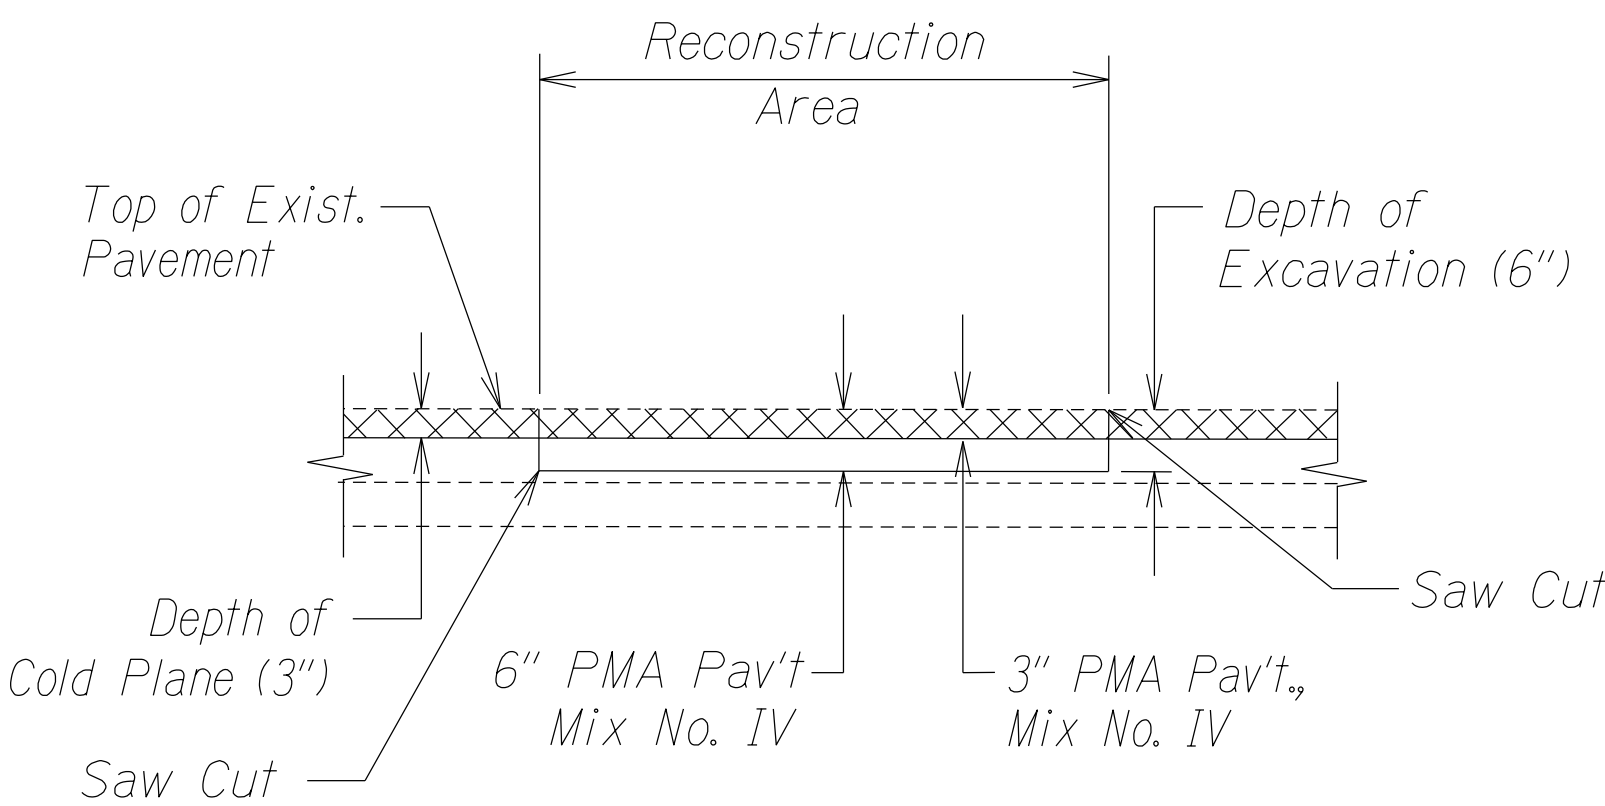 Reconstruction
Area
Top of Exist.
Pavement
Depth of
Excavation (6")
Depth of
Cold Plane (3")
6" PMA Pav't
Mix No. IV
3" PMA Pav't.,
Mix No. IV
Saw Cut
Saw Cut